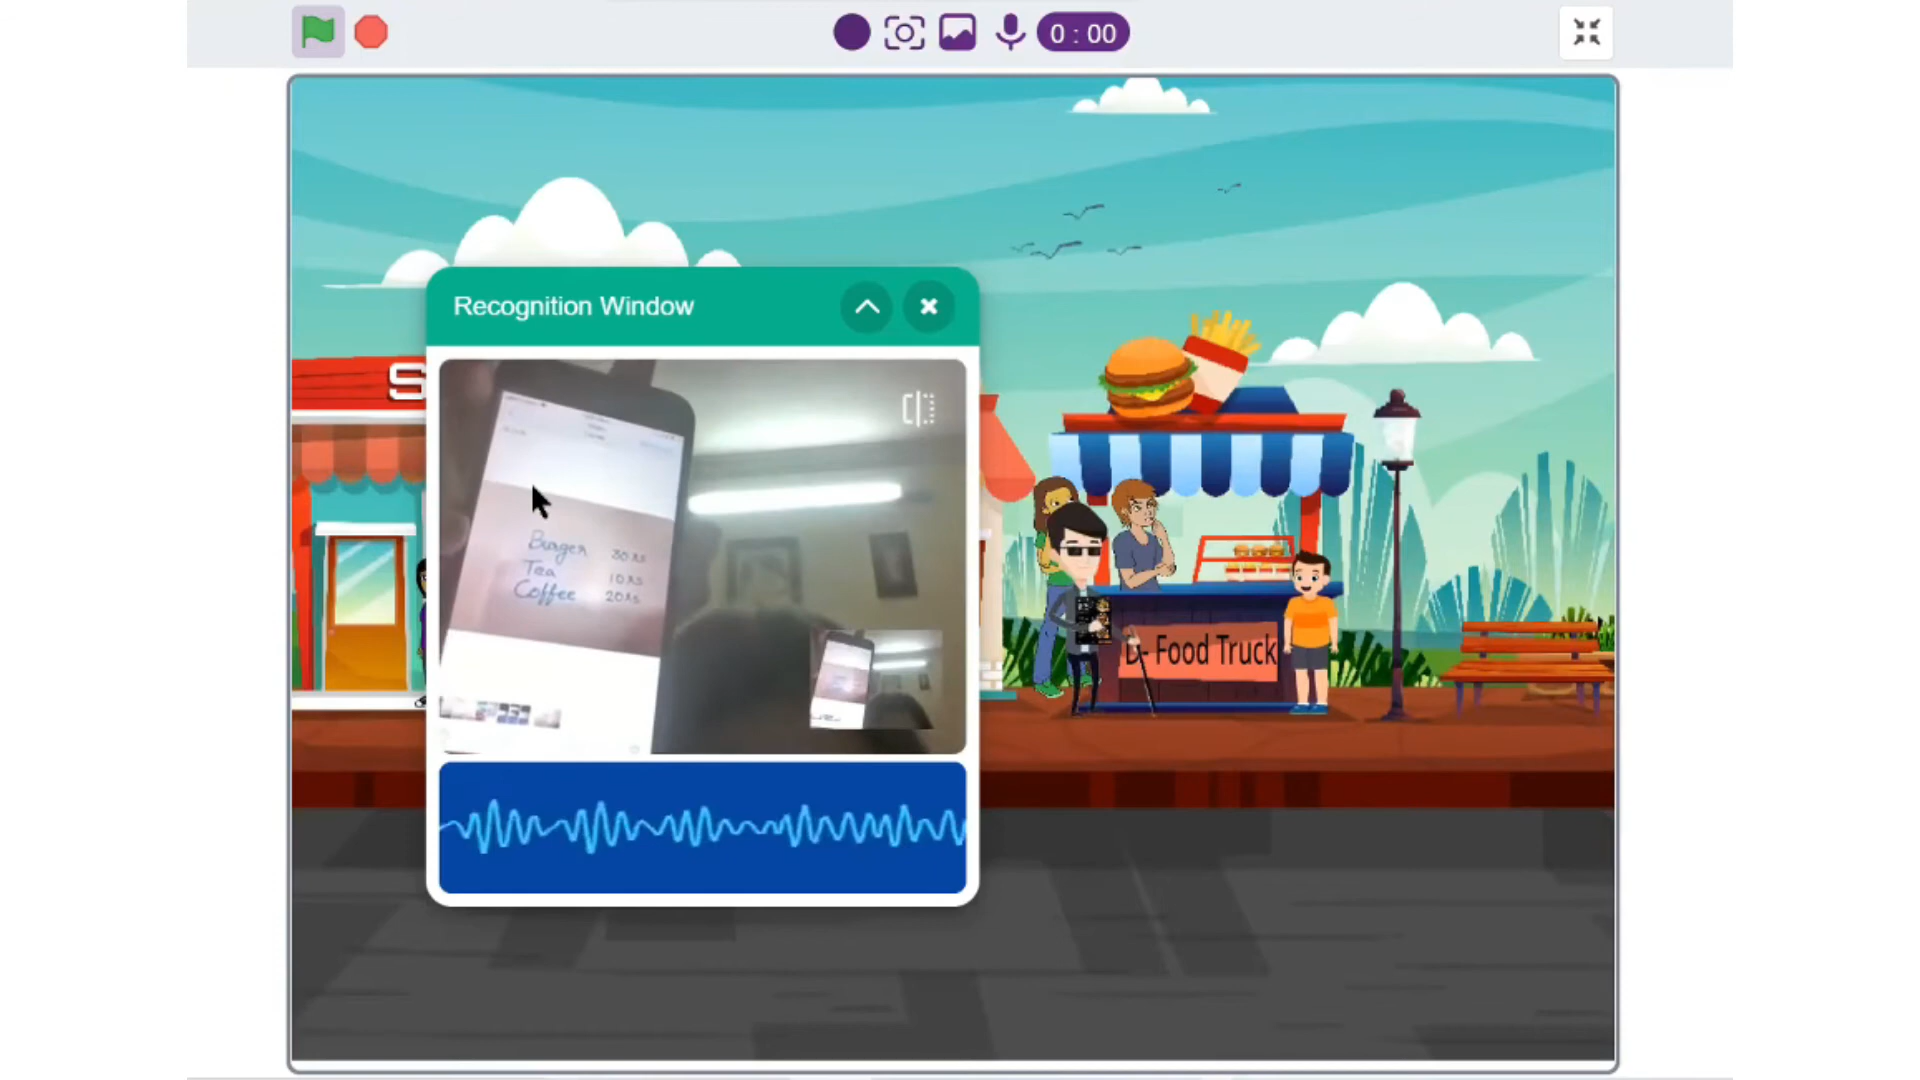 0 : 00
Recognition Window
S
Burger 30 Rs
Tea 10 Rs
Coffee 20 Rs
D- Food Truck